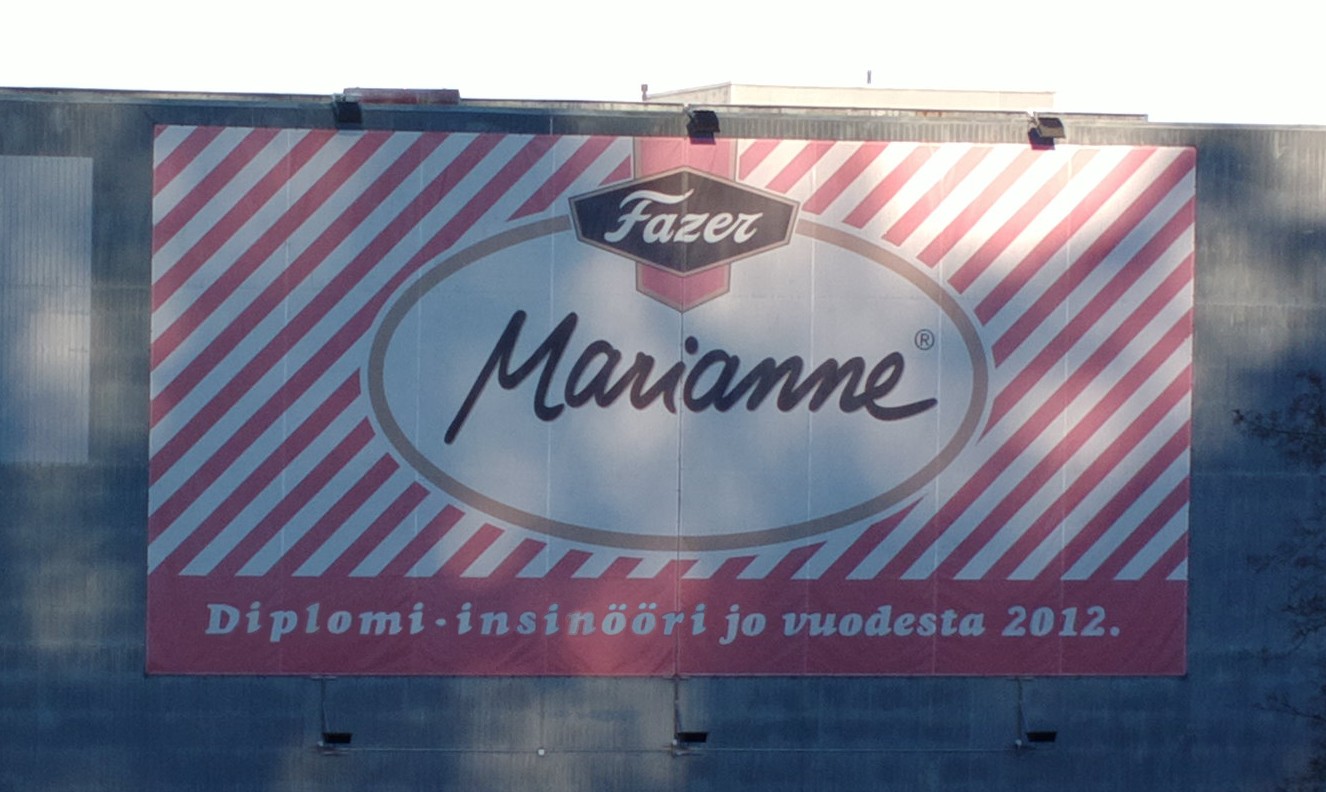 Fazer
Marianne®
Diplomi-insinööri jo vuodesta 2012.